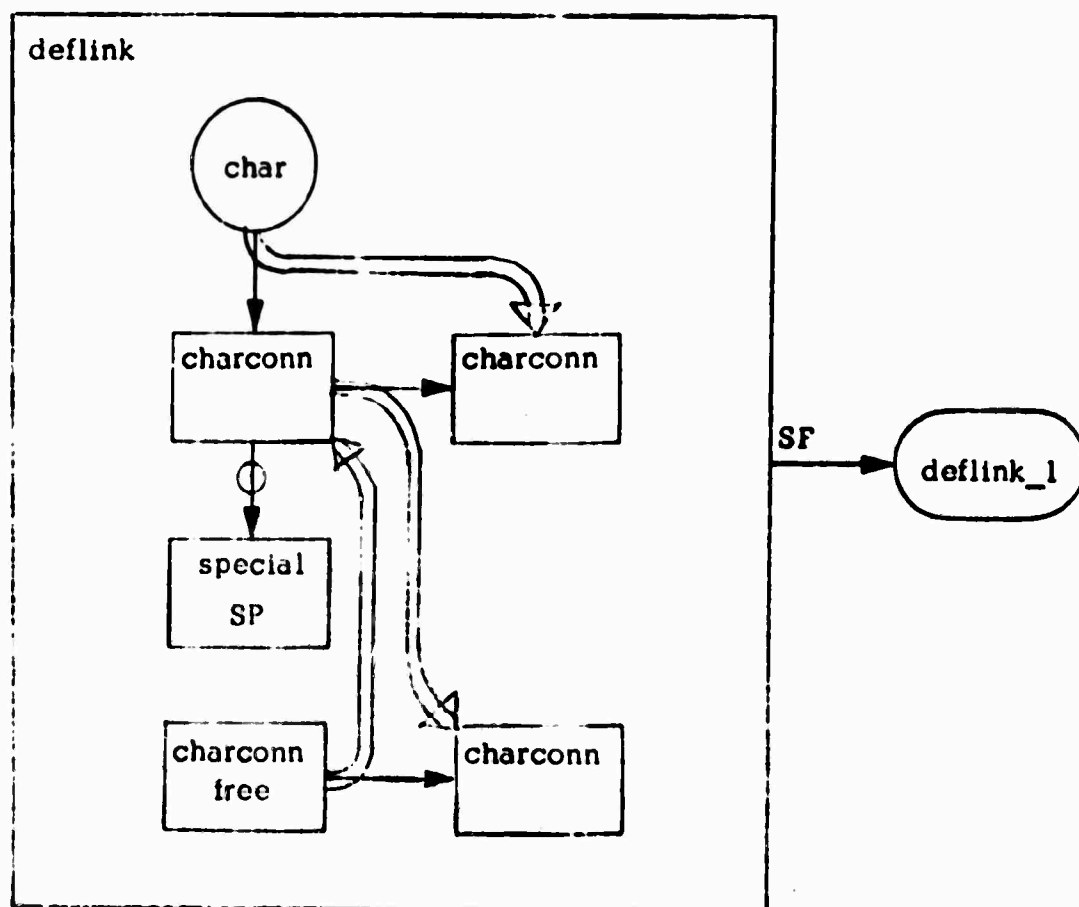 deflink
char
charconn
charconn
SF
deflink_1
special
SP
charconn
free
charconn